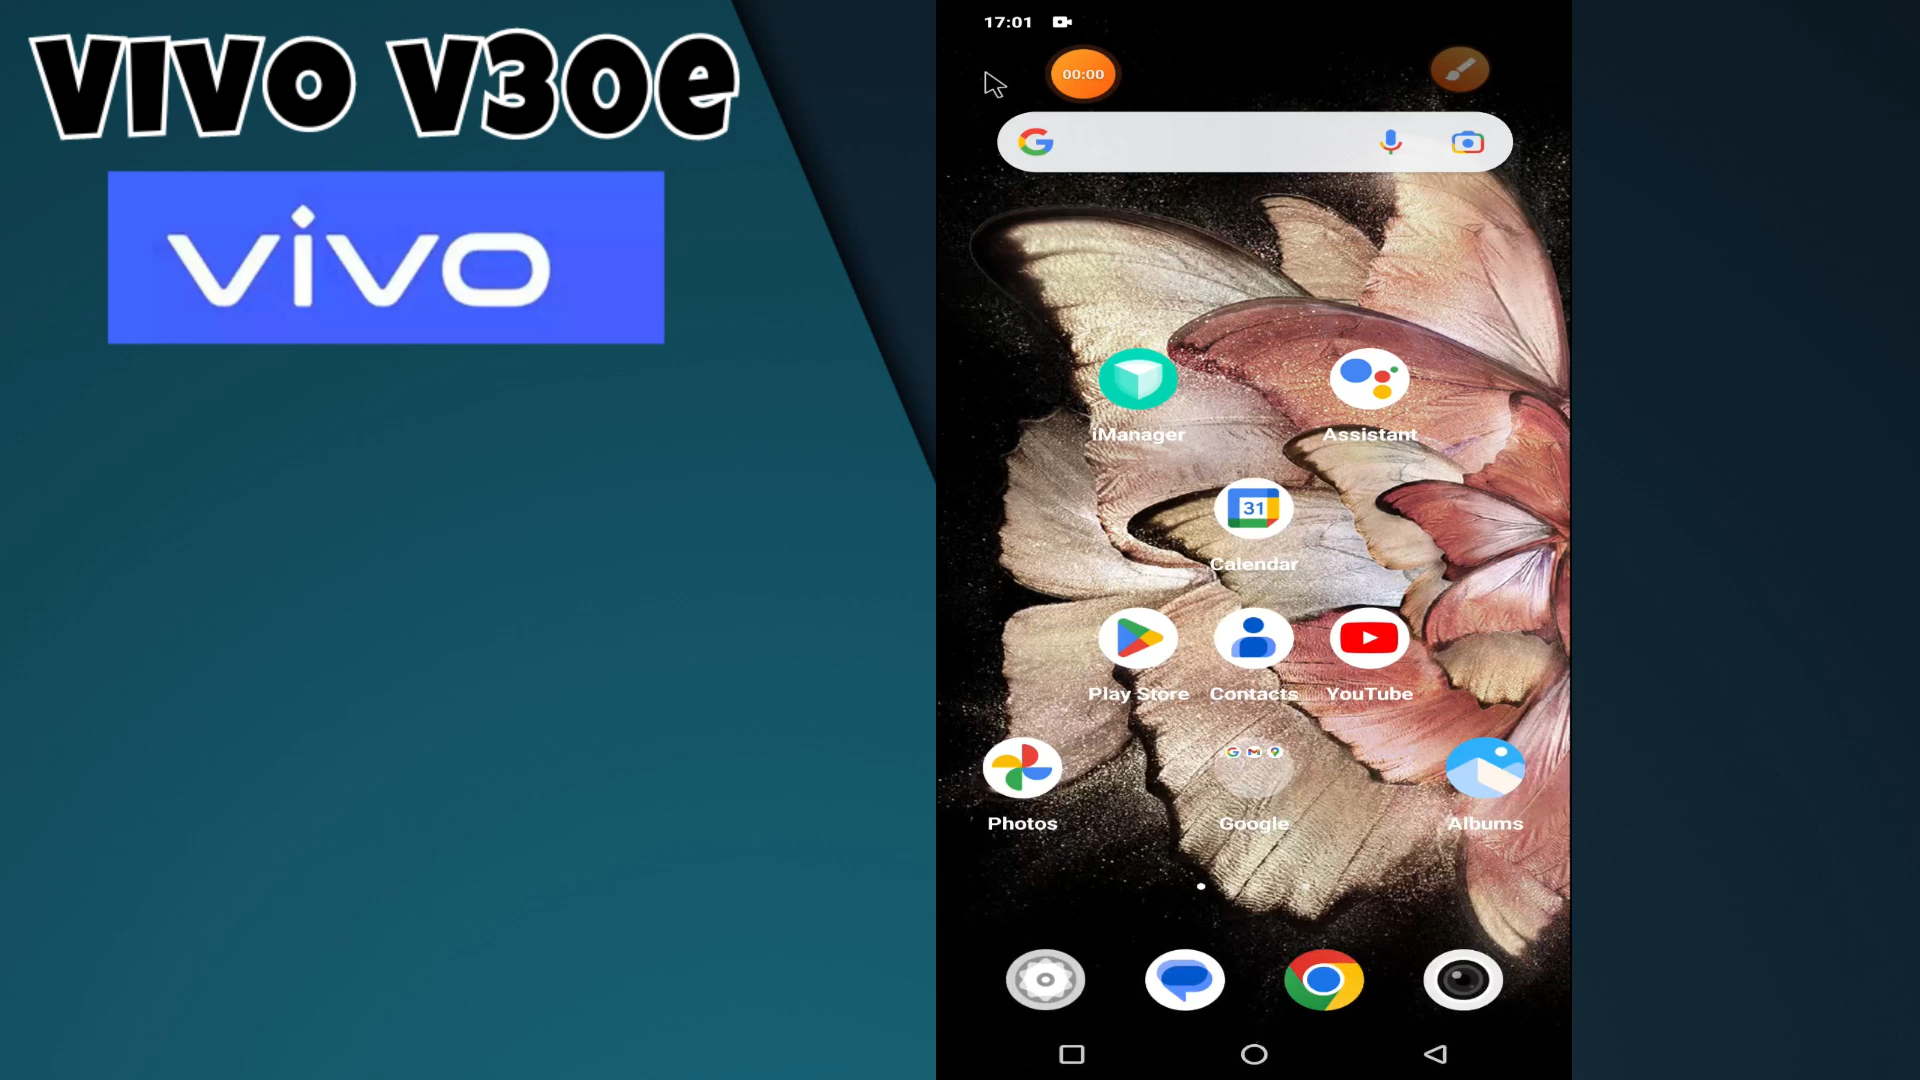 VIVO V30e
vivo
17:01
00:00
iManager
Assistant
31
Calendar
Play Store
Contacts
YouTube
Photos
Google
Albums